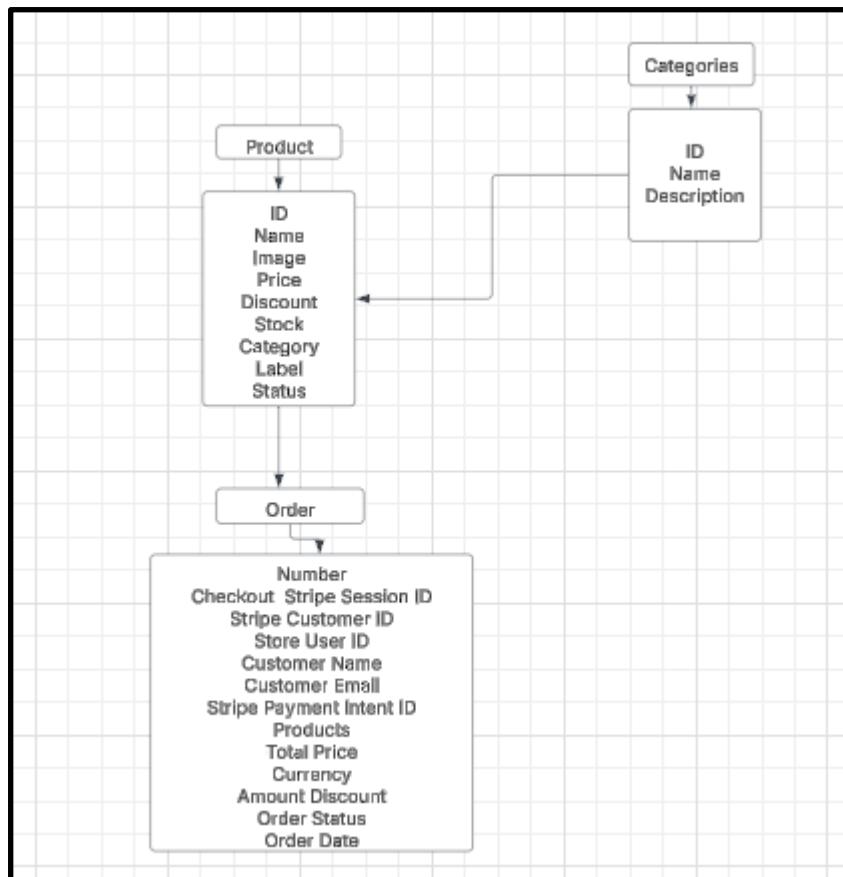 Categories
ID
Name
Description
Product
ID
Name
Image
Price
Discount
Stock
Category
Label
Status
Order
Number
Checkout Stripe Session ID
Stripe Customer ID
Store User ID
Customer Name
Customer Email
Stripe Payment Intent ID
Products
Total Price
Currency
Amount Discount
Order Status
Order Date